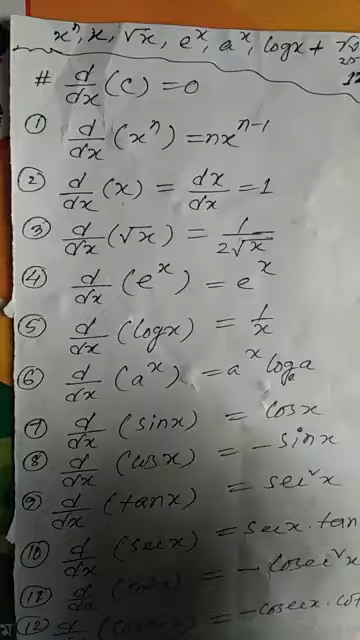 xⁿ, x, √x, eˣ, aˣ, logx +
# d/dx (c) = 0
① d/dx (xⁿ) = nxⁿ⁻¹
② d/dx (x) = dx/dx = 1
③ d/dx (√x) = 1/2√x
④ d/dx (eˣ) = eˣ
⑤ d/dx (logx) = 1/x
⑥ d/dx (aˣ) = aˣ logₑa
⑦ d/dx (sinx) = cosx
⑧ d/dx (cosx) = -sinx
⑨ d/dx (tanx) = sec²x
⑩ d/dx (secx) = secx. tan
⑪ d/dx = -cosec²x
⑫ d = -cosecx. cot